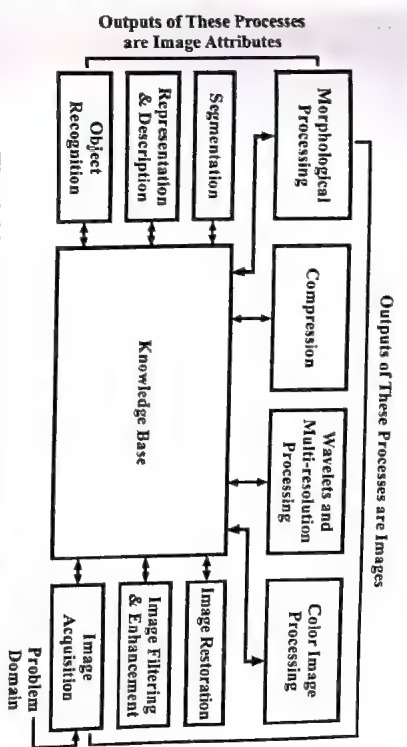 Outputs of These Processes
are Image Attributes
Outputs of These Processes are Images
Morphological
Processing
Compression
Wavelets and
Multi-resolution
Processing
Color Image
Processing
Segmentation
Representation
& Description
Object
Recognition
Knowledge Base
Image Restoration
Image Filtering
& Enhancement
Image
Acquisition
Problem
Domain